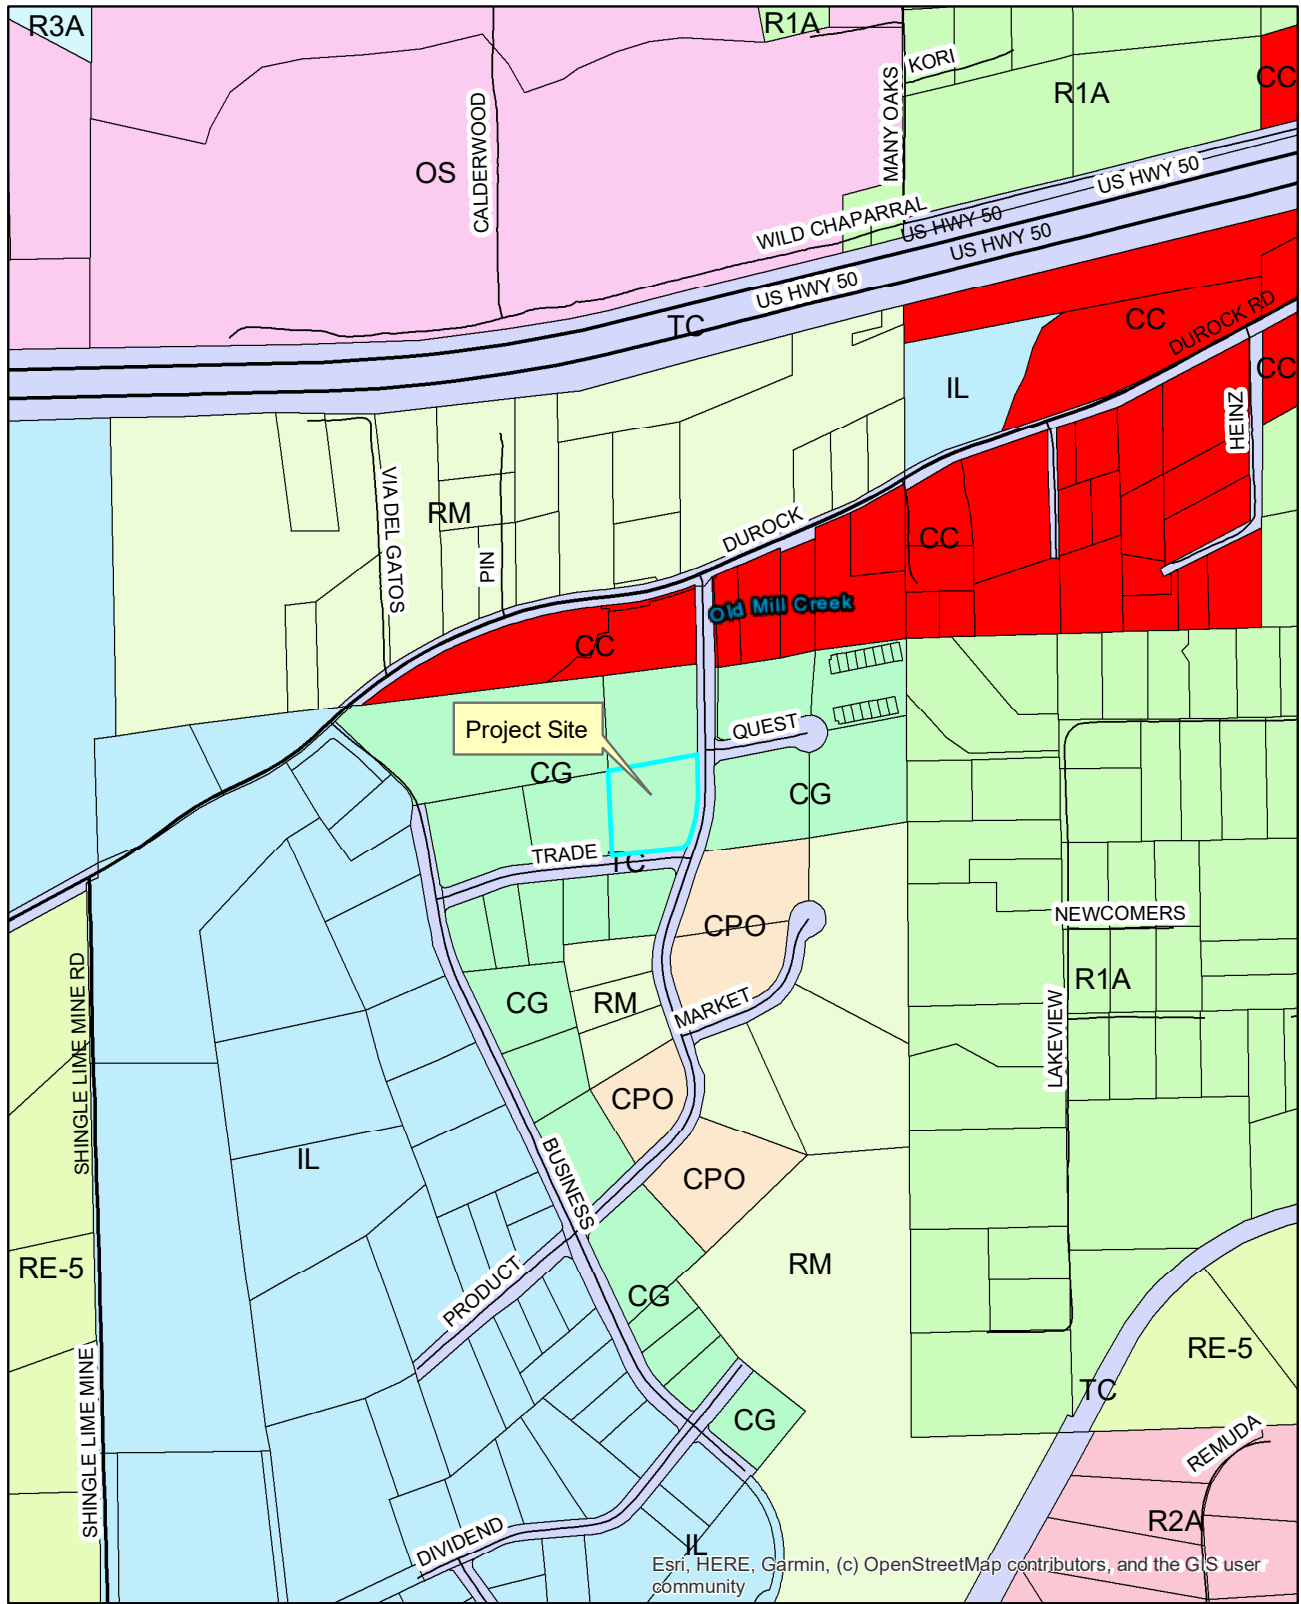 R3A
R1A
KORI
MANY OAKS
R1A
CC
CALDERWOOD
OS
US HWY 50
WILD CHAPARRAL
US HWY 50
US HWY 50
US HWY 50
TC
CC
DUROCK RD
CC
IL
HEINZ
VIA DEL GATOS
RM
PIN
DUROCK
CC
Old Mill Creek
CC
Project Site
QUEST
CG
CG
TRADE
TC
CPO
NEWCOMERS
SHINGLE LIME MINE RD
CG
RM
MARKET
R1A
LAKEVIEW
CPO
IL
BUSINESS
CPO
RE-5
RM
PRODUCT
CG
RE-5
SHINGLE LIME MINE
TC
CG
REMUDA
R2A
DIVIDEND
IL
Esri, HERE, Garmin, (c) OpenStreetMap contributors, and the GIS user
community